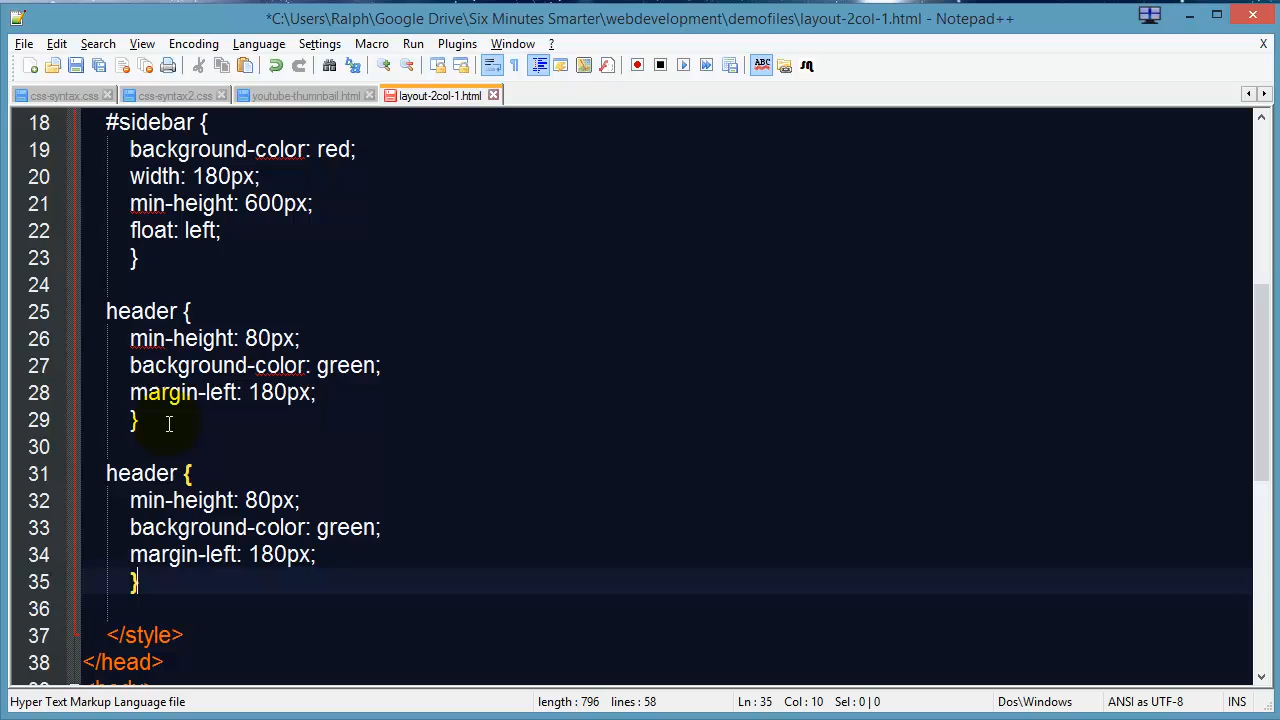 *C:\Users\Ralph\Google Drive\Six Minutes Smarter\webdevelopment\demofiles\layout-2col-1.html - Notepad++
File Edit Search View Encoding Language Settings Macro Run Plugins Window ? X
css-syntax.css css-syntax2.css youtube-thumnbail.html layout-2col-1.html
18 #sidebar {
19 background-color: red;
20 width: 180px;
21 min-height: 600px;
22 float: left;
23 }
24
25 header {
26 min-height: 80px;
27 background-color: green;
28 margin-left: 180px;
29 }
30
31 header {
32 min-height: 80px;
33 background-color: green;
34 margin-left: 180px;
35 }
36
37 </style>
38 </head>
Hyper Text Markup Language file length : 796 lines : 58 Ln : 35 Col : 10 Sel : 0 | 0 Dos\Windows ANSI as UTF-8 INS